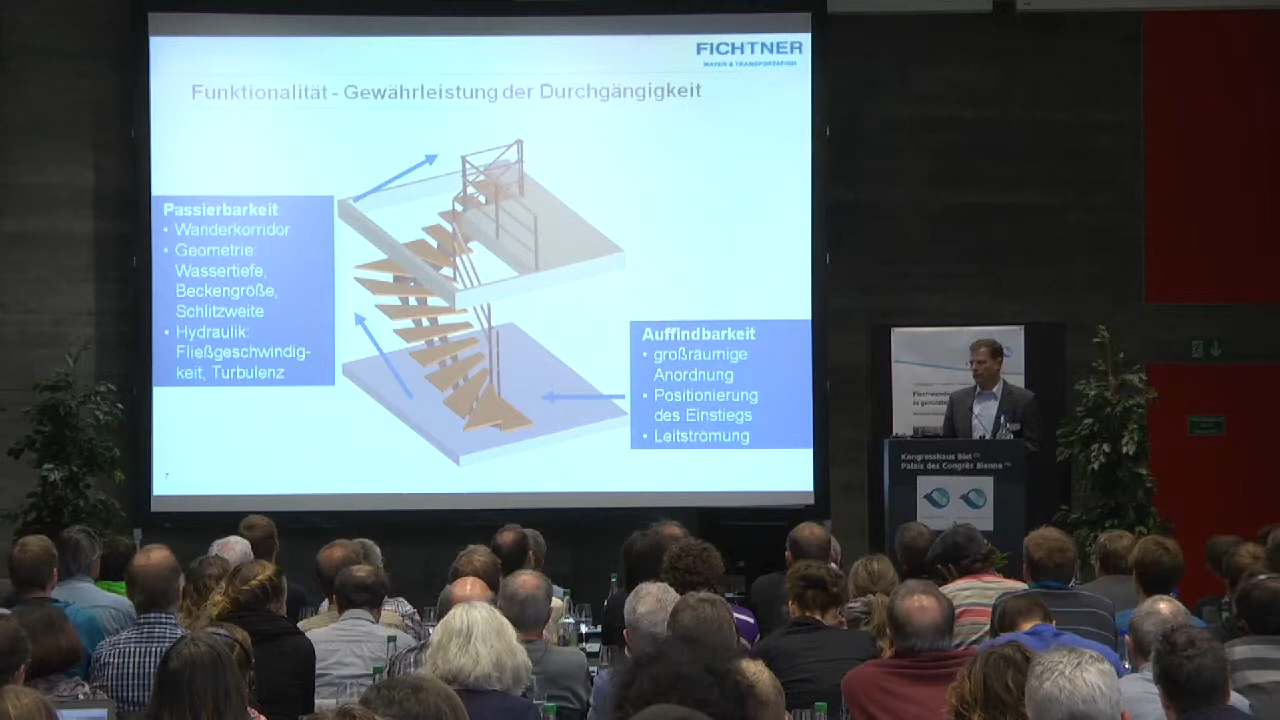 FICHTNER
WATER & TRANSPORTATION
Funktionalität - Gewährleistung der Durchgängigkeit
Passierbarkeit
• Wanderkorridor
• Geometrie:
Wassertiefe,
Beckengröße,
Schlitzweite
• Hydraulik:
Fließgeschwindig-
keit, Turbulenz
Auffindbarkeit
• großräumige
Anordnung
• Positionierung
des Einstiegs
• Leitströmung
7
Kongresshaus Biel
Palais des Congrès Bienne